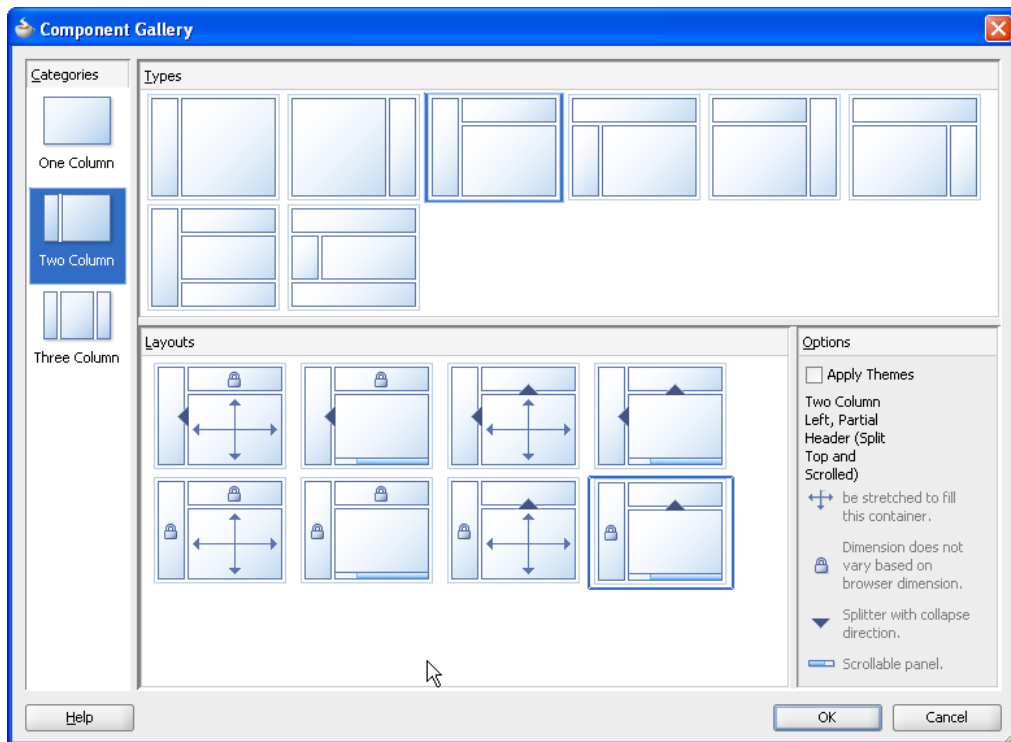 Component Gallery
Categories
One Column
Two Column
Three Column
Types
Layouts
Options
Apply Themes
Two Column
Left, Partial
Header (Split
Top and
Scrolled)
be stretched to fill
this container.
Dimension does not
vary based on
browser dimension.
Splitter with collapse
direction.
Scrollable panel.
Help
OK
Cancel